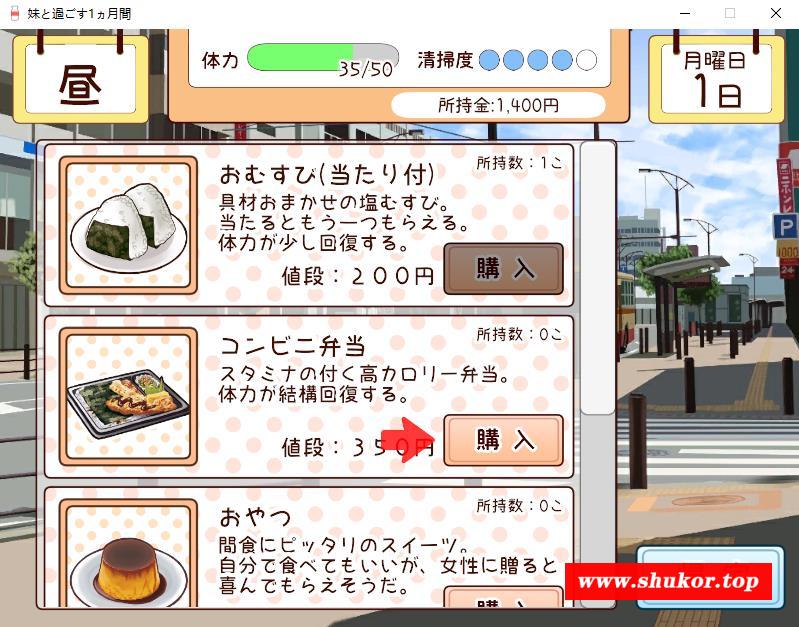 妹と過ごす1ヵ月間
昼
体力
35/50
清掃度
所持金:1,400円
月曜日
1日
おむすび(当たり付)
所持数：1こ
具材おまかせの塩むすび。
当たるともう一つもらえる。
体力が少し回復する。
値段：２００円
購入
コンビニ弁当
所持数：0こ
スタミナの付く高カロリー弁当。
体力が結構回復する。
値段：３５０円
購入
おやつ
所持数：0こ
間食にピッタリのスイーツ。
自分で食べてもいいが、女性に贈ると
喜んでもらえそうだ。
購入
www.shukor.top
P
24